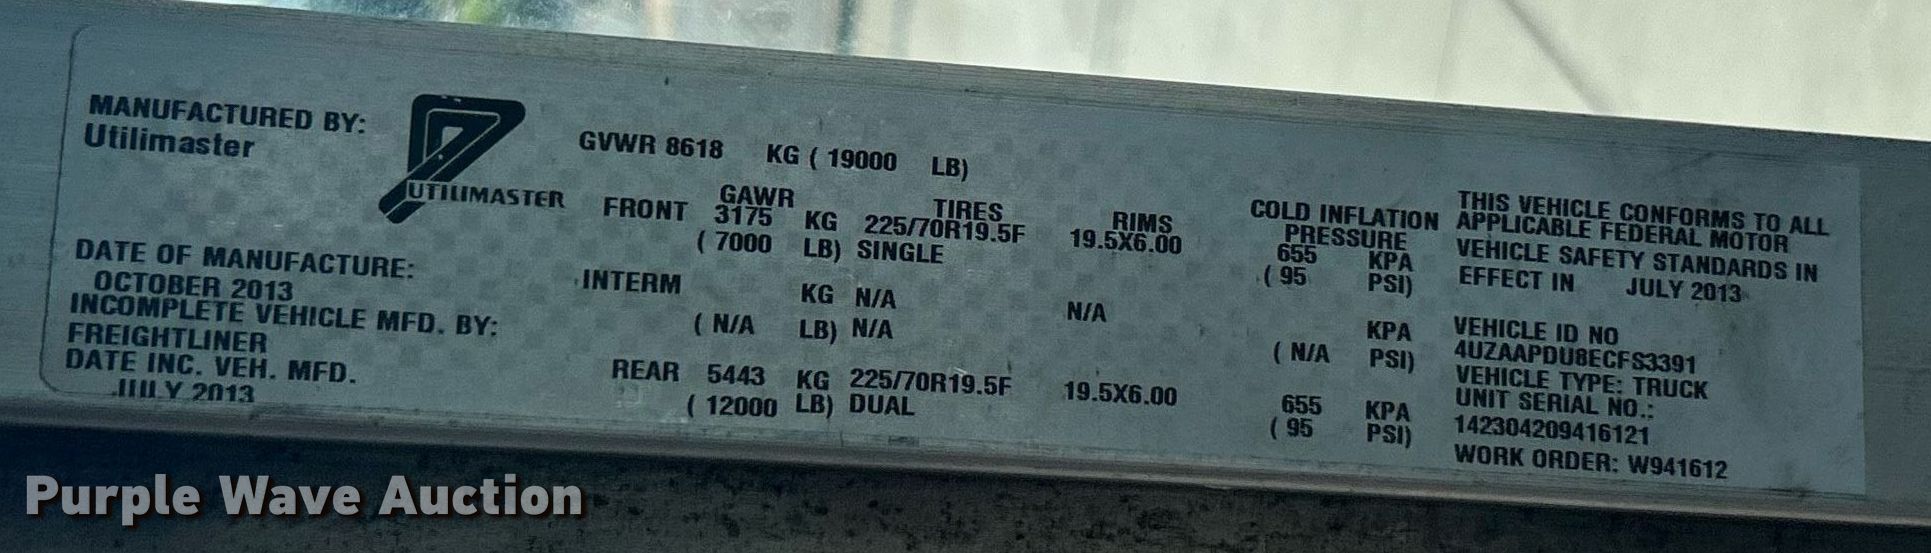 MANUFACTURED BY:
Utilimaster
UTILIMASTER
DATE OF MANUFACTURE:
OCTOBER 2013
INCOMPLETE VEHICLE MFD. BY:
FREIGHTLINER
DATE INC. VEH. MFD.
JULY 2013
GVWR 8618 KG ( 19000 LB)
GAWR TIRES RIMS COLD INFLATION PRESSURE
FRONT 3175 KG 225/70R19.5F 19.5X6.00 655 KPA
( 7000 LB) SINGLE ( 95 PSI)
INTERM KG N/A N/A KPA
( N/A LB) N/A ( N/A PSI)
REAR 5443 KG 225/70R19.5F 19.5X6.00 655 KPA
( 12000 LB) DUAL ( 95 PSI)
THIS VEHICLE CONFORMS TO ALL
APPLICABLE FEDERAL MOTOR
VEHICLE SAFETY STANDARDS IN
EFFECT IN JULY 2013
VEHICLE ID NO
4UZAAPDU8ECFS3391
VEHICLE TYPE: TRUCK
UNIT SERIAL NO.:
142304209416121
WORK ORDER: W941612
Purple Wave Auction